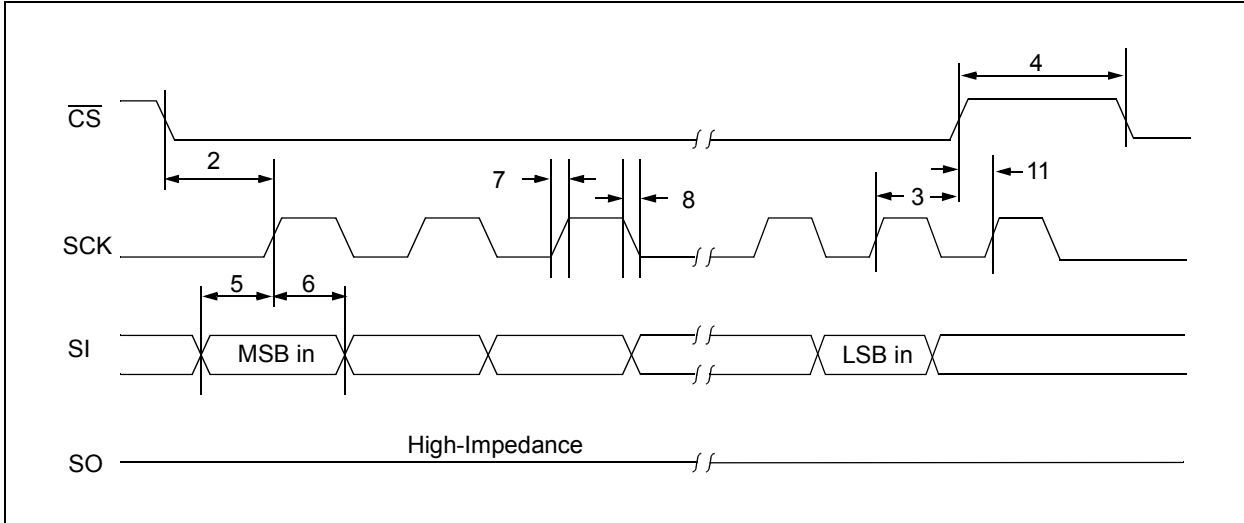 4
CS
2
7
8
3
11
SCK
5
6
SI
MSB in
LSB in
High-Impedance
SO